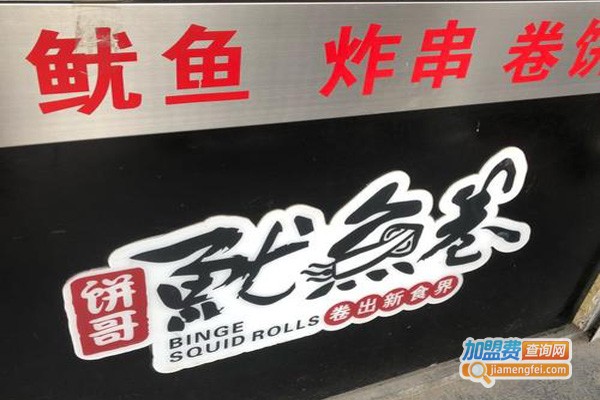 鱿鱼 炸串 卷饼
饼哥
鱿鱼卷
BINGE
SQUID ROLLS
卷出新食界
加盟费查询网
jiamengfei.com